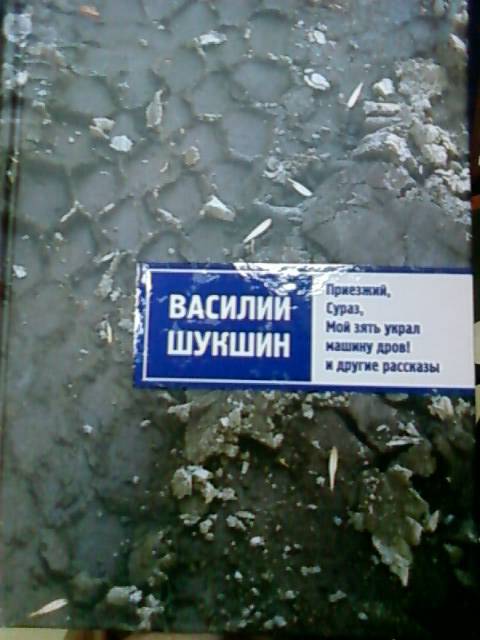 ВАСИЛИЙ
ШУКШИН
Приезжий,
Сураз,
Мой зять украл
машину дров!
и другие рассказы